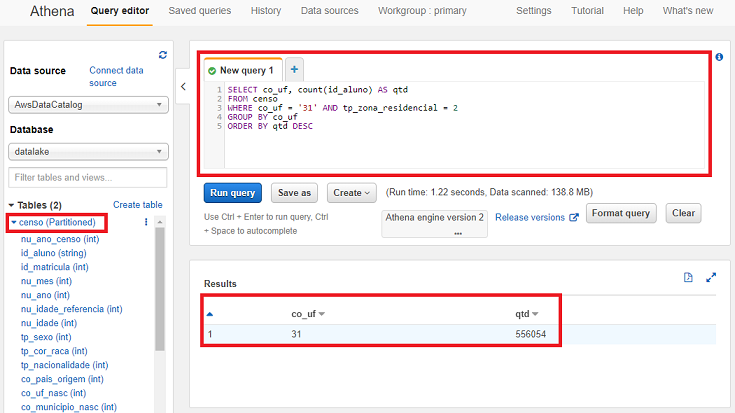 Athena Query editor Saved queries History Data sources Workgroup : primary Settings Tutorial Help What's new
Data source Connect data source
AwsDataCatalog
Database
datalake
Filter tables and views...
Tables (2) Create table
censo (Partitioned)
nu_ano_censo (int)
id_aluno (string)
id_matricula (int)
nu_mes (int)
nu_ano (int)
nu_idade_referencia (int)
nu_idade (int)
tp_sexo (int)
tp_cor_raca (int)
tp_nacionalidade (int)
co_pais_origem (int)
co_uf_nasc (int)
co_municipio_nasc (int)
New query 1 +
1 SELECT co_uf, count(id_aluno) AS qtd
2 FROM censo
3 WHERE co_uf = '31' AND tp_zona_residencial = 2
4 GROUP BY co_uf
5 ORDER BY qtd DESC
Run query Save as Create (Run time: 1.22 seconds, Data scanned: 138.8 MB)
Use Ctrl + Enter to run query, Ctrl
+ Space to autocomplete
Athena engine version 2
...
Release versions Format query Clear
Results
co_uf qtd
1 31 556054